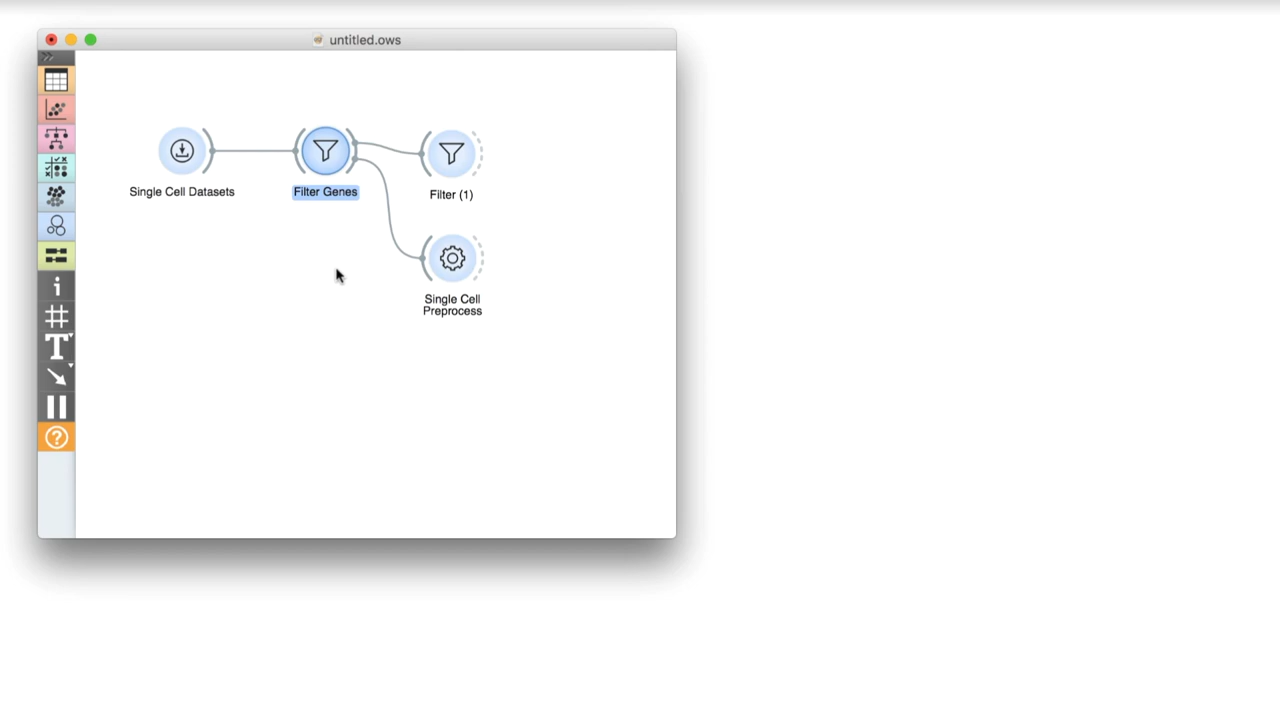 untitled.ows
Single Cell Datasets
Filter Genes
Filter (1)
Single Cell
Preprocess